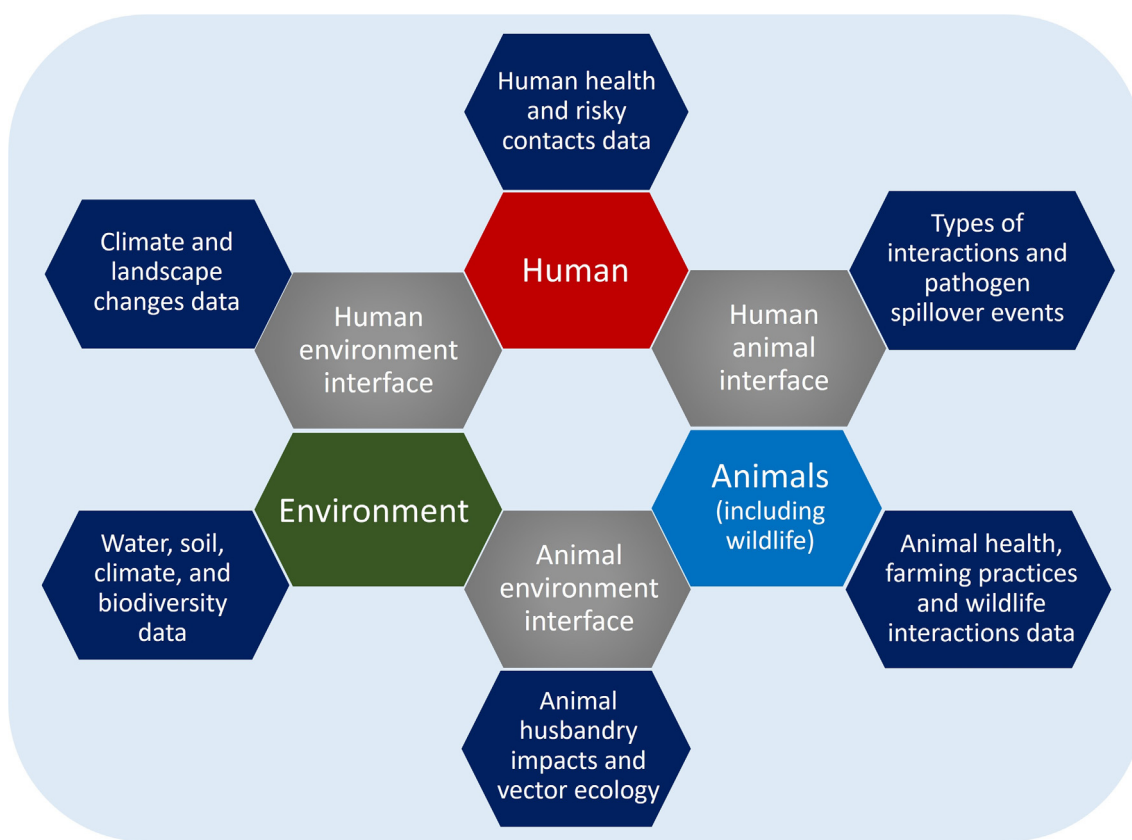 Human health
and risky
contacts data
Climate and
landscape
changes data
Human
Types of
interactions and
pathogen
spillover events
Human
environment
interface
Human
animal
interface
Environment
Animals
(including
wildlife)
Water, soil,
climate, and
biodiversity
data
Animal
environment
interface
Animal health,
farming practices
and wildlife
interactions data
Animal
husbandry
impacts and
vector ecology